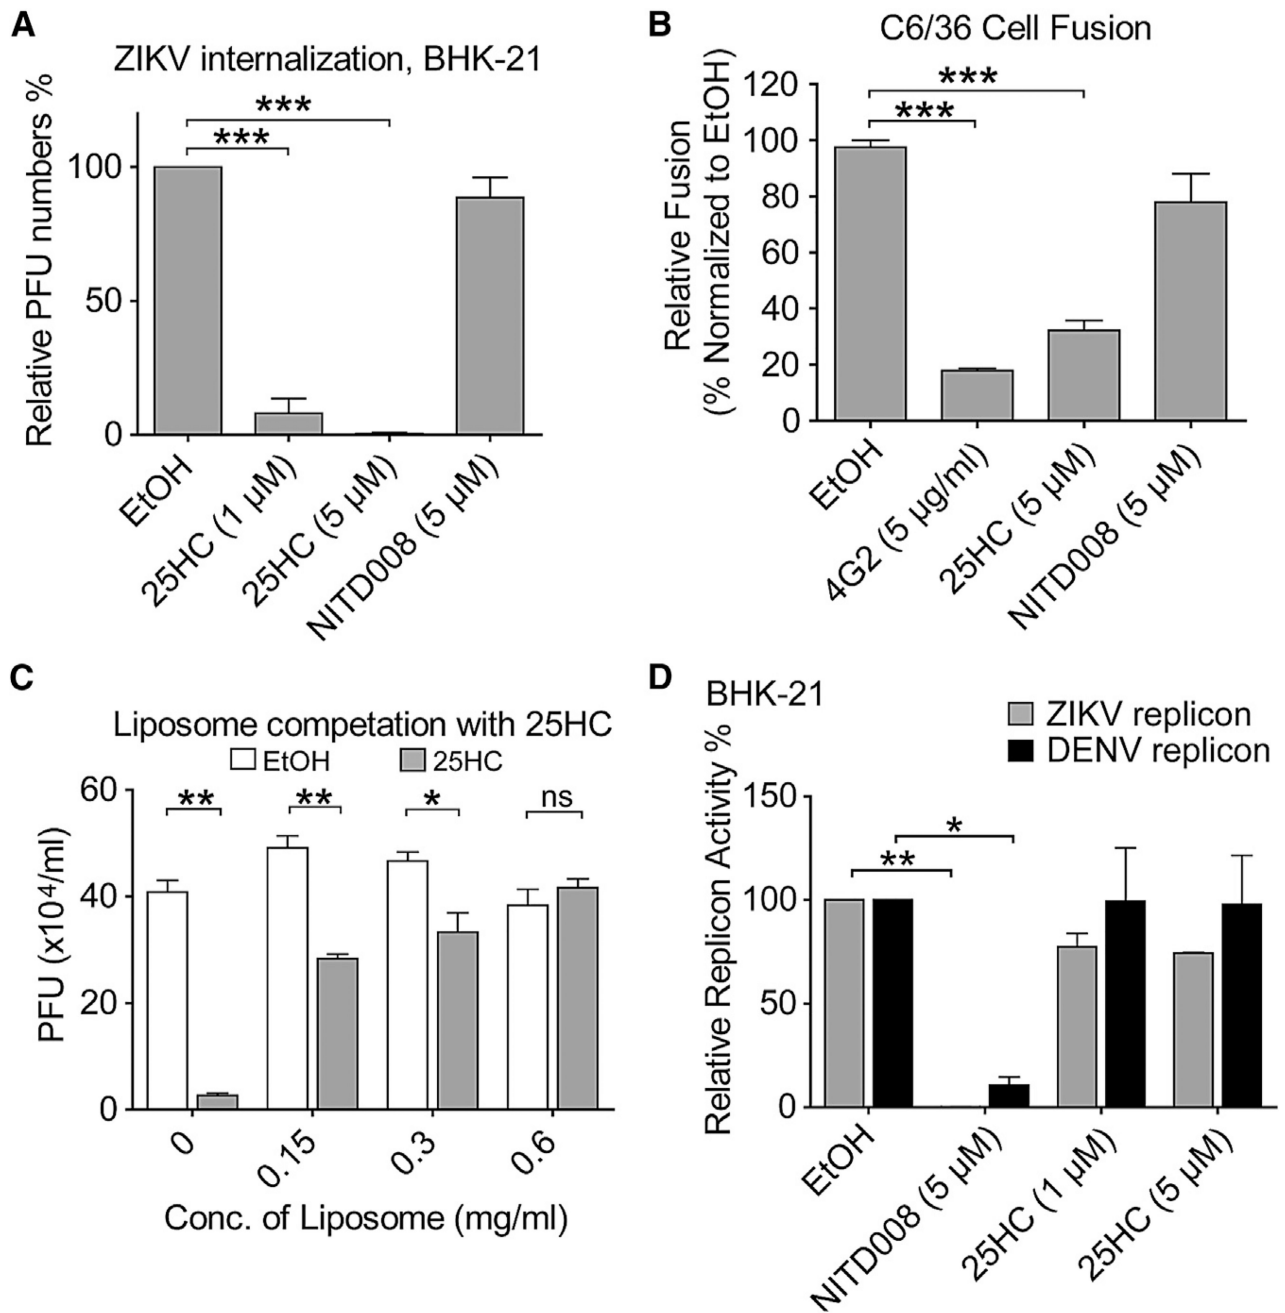 A
ZIKV internalization, BHK-21
Relative PFU numbers %
100
50
0
***
***
EtOH
25HC (1 µM)
25HC (5 µM)
NITD008 (5 µM)
B
C6/36 Cell Fusion
Relative Fusion
(% Normalized to EtOH)
120
100
80
60
40
20
0
***
***
EtOH
4G2 (5 µg/ml)
25HC (5 µM)
NITD008 (5 µM)
C
Liposome competation with 25HC
EtOH
25HC
PFU (x10⁴/ml)
60
40
20
0
**
**
*
ns
0
0.15
0.3
0.6
Conc. of Liposome (mg/ml)
D
BHK-21
ZIKV replicon
DENV replicon
Relative Replicon Activity %
150
100
50
0
*
**
EtOH
NITD008 (5 µM)
25HC (1 µM)
25HC (5 µM)